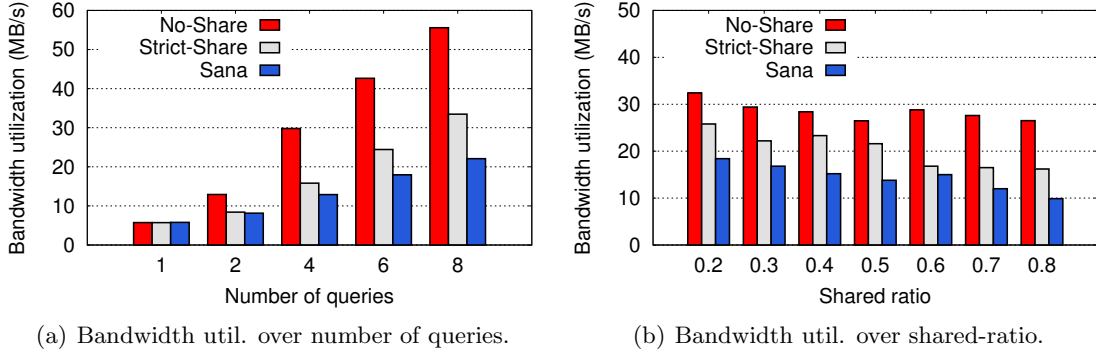 Bandwidth utilization (MB/s)
60
50
40
30
20
10
0
No-Share
Strict-Share
Sana
1 2 4 6 8
Number of queries
(a) Bandwidth util. over number of queries.
Bandwidth utilization (MB/s)
50
40
30
20
10
0
No-Share
Strict-Share
Sana
0.2 0.3 0.4 0.5 0.6 0.7 0.8
Shared ratio
(b) Bandwidth util. over shared-ratio.